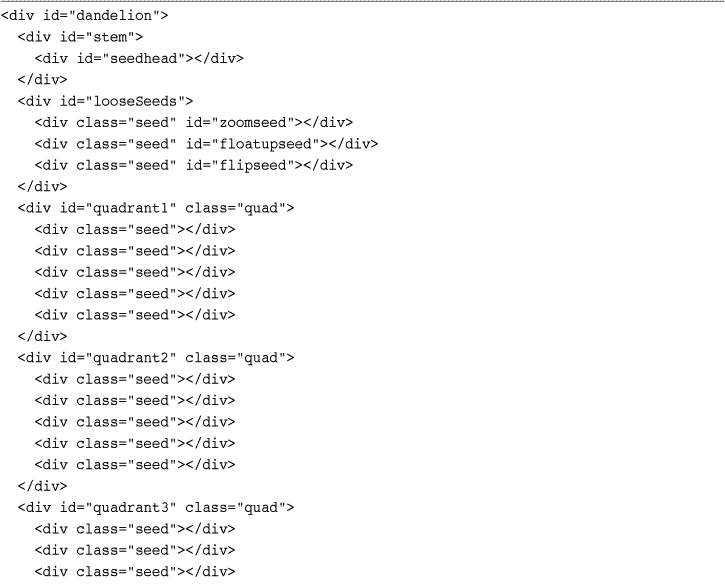 <div id="dandelion">
  <div id="stem">
    <div id="seedhead"></div>
  </div>
  <div id="looseSeeds">
    <div class="seed" id="zoomseed"></div>
    <div class="seed" id="floatupseed"></div>
    <div class="seed" id="flipseed"></div>
  </div>
  <div id="quadrant1" class="quad">
    <div class="seed"></div>
    <div class="seed"></div>
    <div class="seed"></div>
    <div class="seed"></div>
    <div class="seed"></div>
  </div>
  <div id="quadrant2" class="quad">
    <div class="seed"></div>
    <div class="seed"></div>
    <div class="seed"></div>
    <div class="seed"></div>
    <div class="seed"></div>
  </div>
  <div id="quadrant3" class="quad">
    <div class="seed"></div>
    <div class="seed"></div>
    <div class="seed"></div>